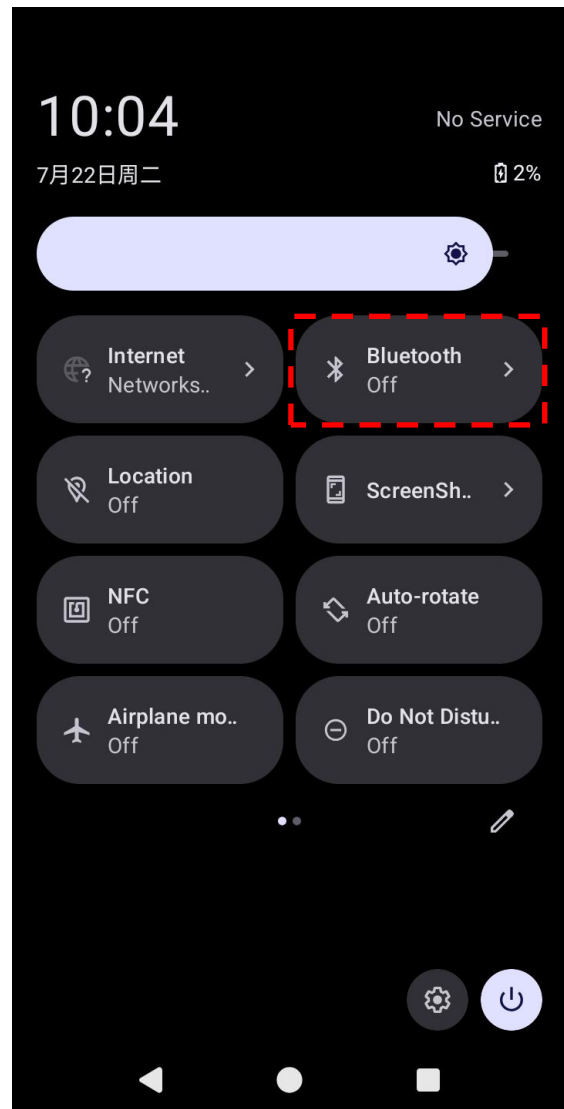 10:04
No Service
7月22日周二
2%
Internet
Networks..
Bluetooth
Off
Location
Off
ScreenSh..
NFC
Off
Auto-rotate
Off
Airplane mo..
Off
Do Not Distu..
Off